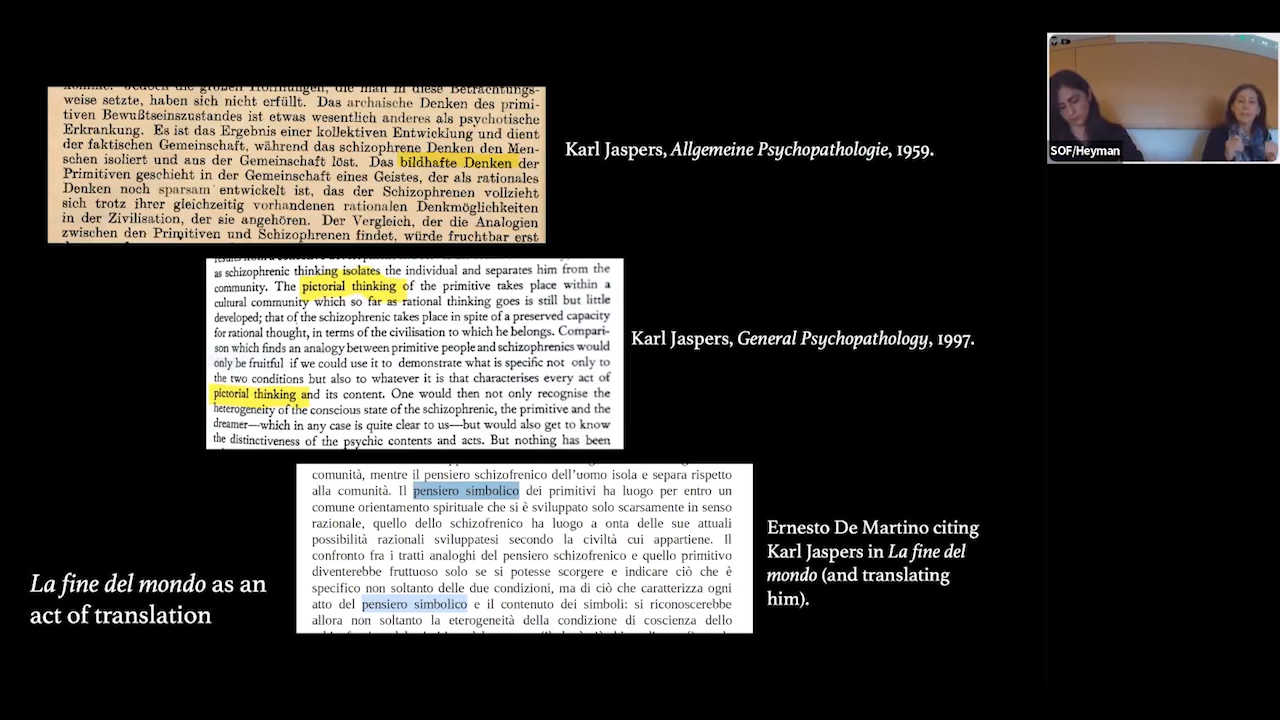 weise setzte, haben sich nicht erfüllt. Das archaische Denken des primi-
tiven Bewußtseinszustandes ist etwas wesentlich anderes als psychotische
Erkrankung. Es ist das Ergebnis einer kollektiven Entwicklung und dient
der faktischen Gemeinschaft, während das schizophrene Denken den Men-
schen isoliert und aus der Gemeinschaft löst. Das bildhafte Denken der
Primitiven geschieht in der Gemeinschaft eines Geistes, der als rationales
Denken noch sparsam entwickelt ist, das der Schizophrenen vollzieht
sich trotz ihrer gleichzeitig vorhandenen rationalen Denkmöglichkeiten
in der Zivilisation, der sie angehören. Der Vergleich, der die Analogien
zwischen den Primitiven und Schizophrenen findet, würde fruchtbar erst
Karl Jaspers, Allgemeine Psychopathologie, 1959.
as schizophrenic thinking isolates the individual and separates him from the
community. The pictorial thinking of the primitive takes place within a
cultural community which so far as rational thinking goes is still but little
developed; that of the schizophrenic takes place in spite of a preserved capacity
for rational thought, in terms of the civilisation to which he belongs. Compari-
son which finds an analogy between primitive people and schizophrenics would
only be fruitful if we could use it to demonstrate what is specific not only to
the two conditions but also to whatever it is that characterises every act of
pictorial thinking and its content. One would then not only recognise the
heterogeneity of the conscious state of the schizophrenic, the primitive and the
dreamer—which in any case is quite clear to us—but would also get to know
the distinctiveness of the psychic contents and acts. But nothing has been
Karl Jaspers, General Psychopathology, 1997.
comunità, mentre il pensiero schizofrenico dell'uomo isola e separa rispetto
alla comunità. Il pensiero simbolico dei primitivi ha luogo per entro un
comune orientamento spirituale che si è sviluppato solo scarsamente in senso
razionale, quello dello schizofrenico ha luogo a onta delle sue attuali
possibilità razionali sviluppatesi secondo la civiltà cui appartiene. Il
confronto fra i tratti analoghi del pensiero schizofrenico e quello primitivo
diventerebbe fruttuoso solo se si potesse scorgere e indicare ciò che è
specifico non soltanto delle due condizioni, ma di ciò che caratterizza ogni
atto del pensiero simbolico e il contenuto dei simboli: si riconoscerebbe
allora non soltanto la eterogeneità della condizione di coscienza dello
Ernesto De Martino citing
Karl Jaspers in La fine del
mondo (and translating
him).
La fine del mondo as an
act of translation
SOF/Heyman